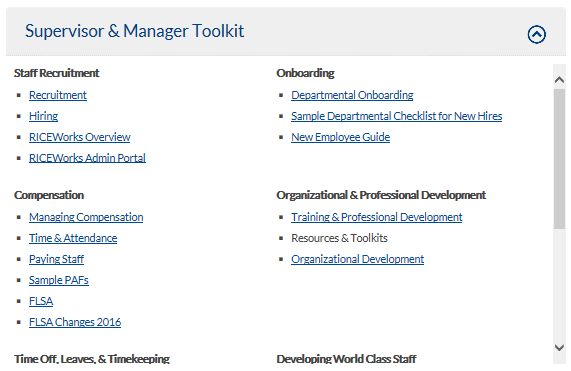 Supervisor & Manager Toolkit
Staff Recruitment
Recruitment
Hiring
RICEWorks Overview
RICEWorks Admin Portal
Onboarding
Departmental Onboarding
Sample Departmental Checklist for New Hires
New Employee Guide
Compensation
Managing Compensation
Time & Attendance
Paying Staff
Sample PAFs
FLSA
FLSA Changes 2016
Organizational & Professional Development
Training & Professional Development
Resources & Toolkits
Organizational Development
Time Off, Leaves, & Timekeeping
Developing World Class Staff